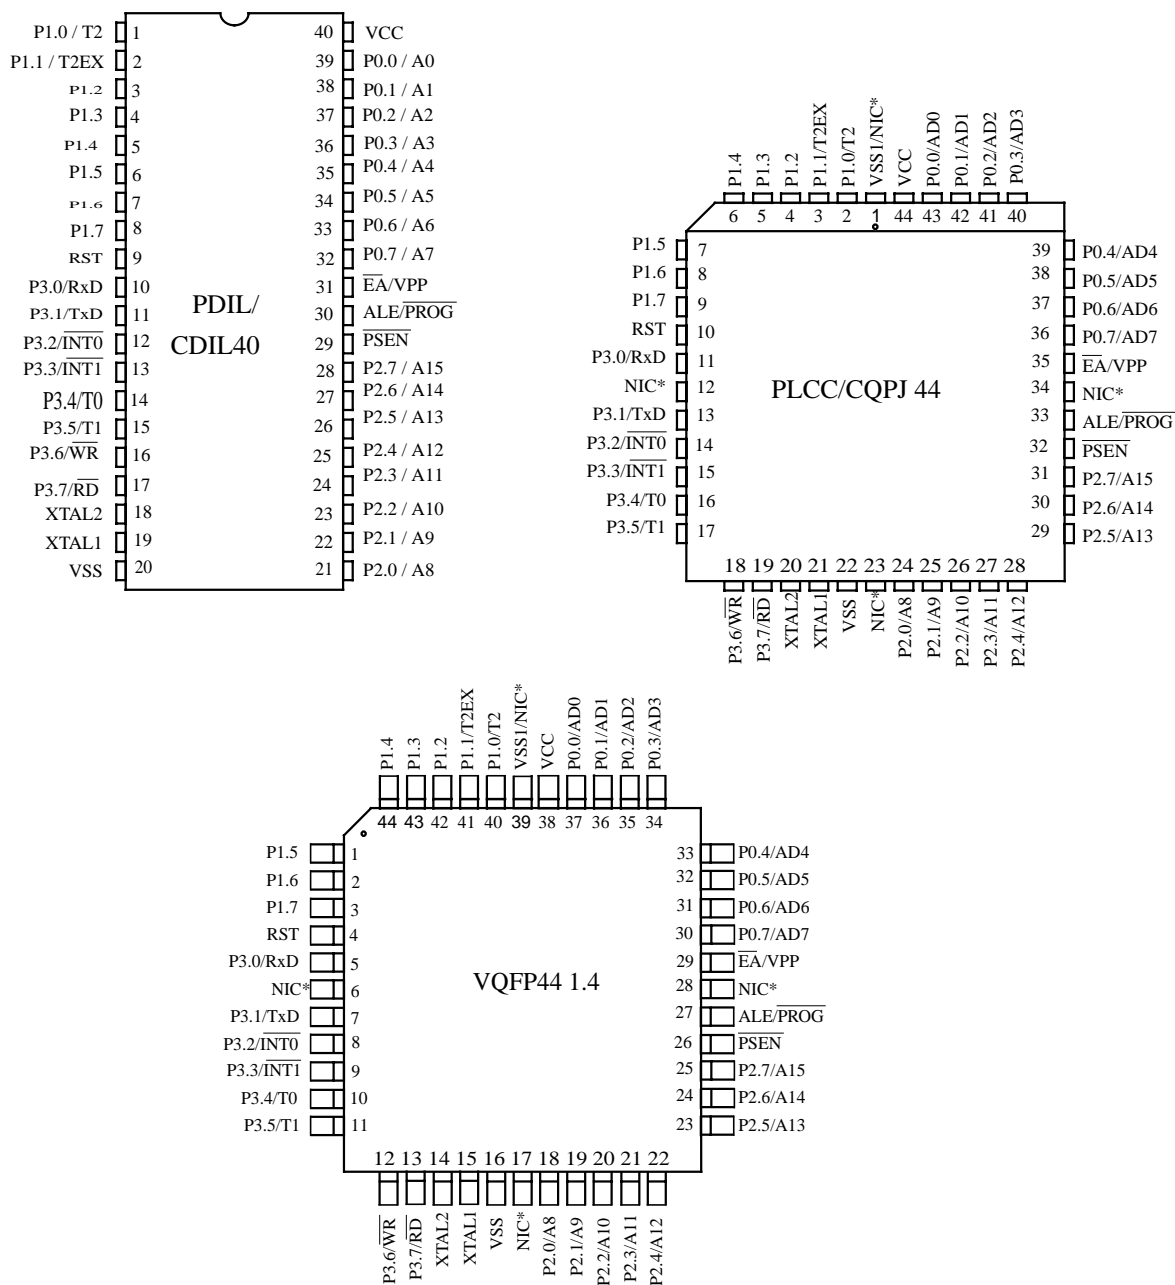 P1.0 / T2 1 40 VCC
P1.1 / T2EX 2 39 P0.0 / A0
P1.2 3 38 P0.1 / A1
P1.3 4 37 P0.2 / A2
P1.4 5 36 P0.3 / A3
P1.5 6 35 P0.4 / A4
P1.6 7 34 P0.5 / A5
P1.7 8 33 P0.6 / A6
RST 9 32 P0.7 / A7
P3.0/RxD 10 31 EA/VPP
P3.1/TxD 11 30 ALE/PROG
P3.2/INT0 12 29 PSEN
P3.3/INT1 13 28 P2.7 / A15
P3.4/T0 14 27 P2.6 / A14
P3.5/T1 15 26 P2.5 / A13
P3.6/WR 16 25 P2.4 / A12
P3.7/RD 17 24 P2.3 / A11
XTAL2 18 23 P2.2 / A10
XTAL1 19 22 P2.1 / A9
VSS 20 21 P2.0 / A8
PDIL/
CDIL40
P1.4 P1.3 P1.2 P1.1/T2EX P1.0/T2 VSS1/NIC* VCC P0.0/AD0 P0.1/AD1 P0.2/AD2 P0.3/AD3
6 5 4 3 2 1 44 43 42 41 40
P1.5 7 39 P0.4/AD4
P1.6 8 38 P0.5/AD5
P1.7 9 37 P0.6/AD6
RST 10 36 P0.7/AD7
P3.0/RxD 11 35 EA/VPP
NIC* 12 34 NIC*
P3.1/TxD 13 33 ALE/PROG
P3.2/INT0 14 32 PSEN
P3.3/INT1 15 31 P2.7/A15
P3.4/T0 16 30 P2.6/A14
P3.5/T1 17 29 P2.5/A13
PLCC/CQPJ 44
18 19 20 21 22 23 24 25 26 27 28
P3.6/WR P3.7/RD XTAL2 XTAL1 VSS NIC* P2.0/A8 P2.1/A9 P2.2/A10 P2.3/A11 P2.4/A12
P1.4 P1.3 P1.2 P1.1/T2EX P1.0/T2 VSS1/NIC* VCC P0.0/AD0 P0.1/AD1 P0.2/AD2 P0.3/AD3
44 43 42 41 40 39 38 37 36 35 34
P1.5 1 33 P0.4/AD4
P1.6 2 32 P0.5/AD5
P1.7 3 31 P0.6/AD6
RST 4 30 P0.7/AD7
P3.0/RxD 5 29 EA/VPP
NIC* 6 28 NIC*
P3.1/TxD 7 27 ALE/PROG
P3.2/INT0 8 26 PSEN
P3.3/INT1 9 25 P2.7/A15
P3.4/T0 10 24 P2.6/A14
P3.5/T1 11 23 P2.5/A13
VQFP44 1.4
12 13 14 15 16 17 18 19 20 21 22
P3.6/WR P3.7/RD XTAL2 XTAL1 VSS NIC* P2.0/A8 P2.1/A9 P2.2/A10 P2.3/A11 P2.4/A12